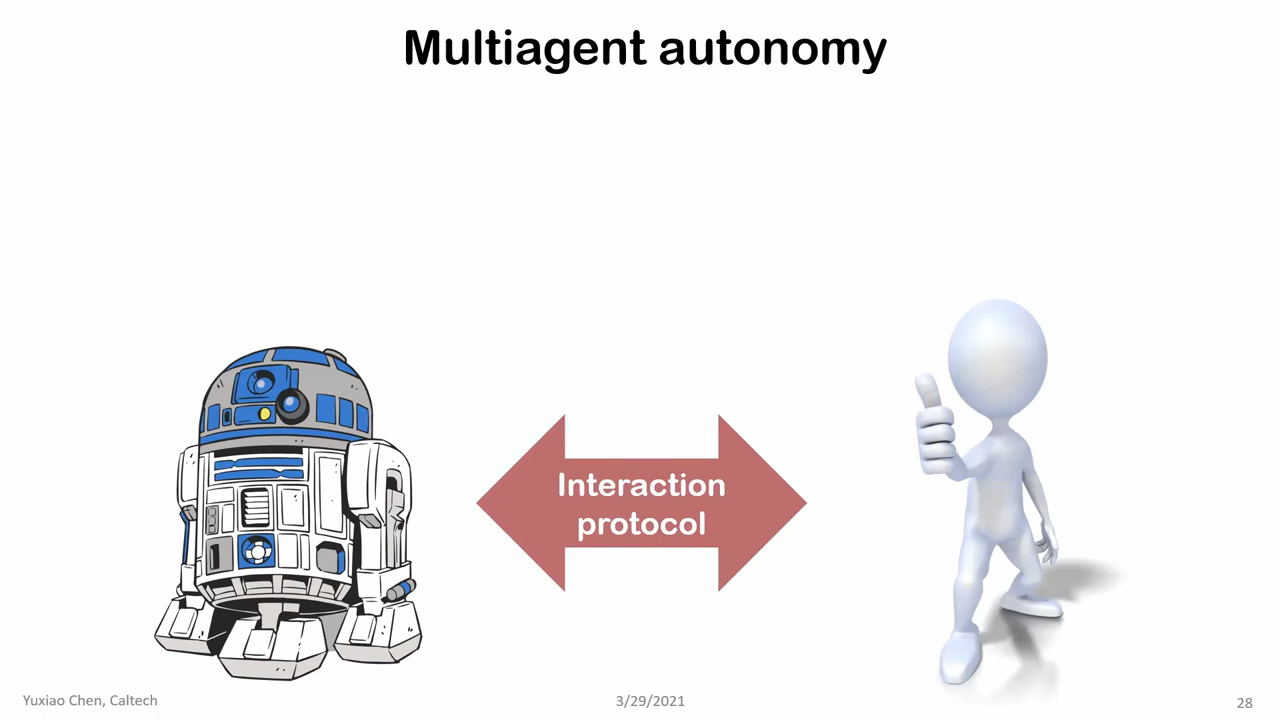 Multiagent autonomy
Interaction
protocol
Yuxiao Chen, Caltech
3/29/2021
28